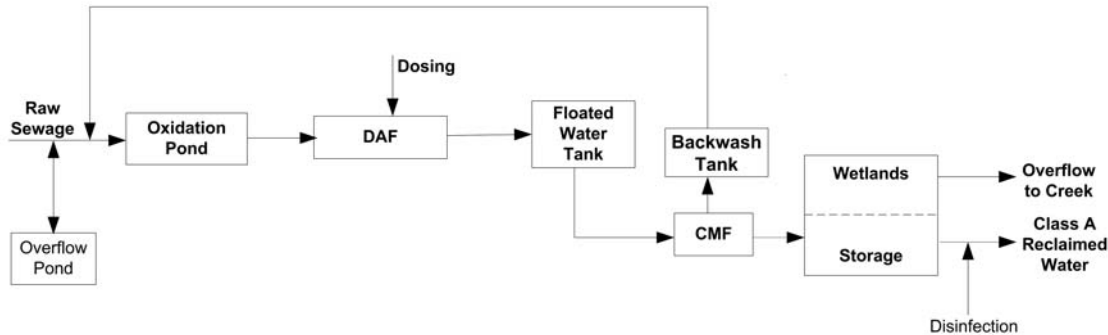 Raw
Sewage
Oxidation
Pond
Overflow
Pond
Dosing
DAF
Floated
Water
Tank
Backwash
Tank
CMF
Wetlands
Storage
Overflow
to Creek
Class A
Reclaimed
Water
Disinfection